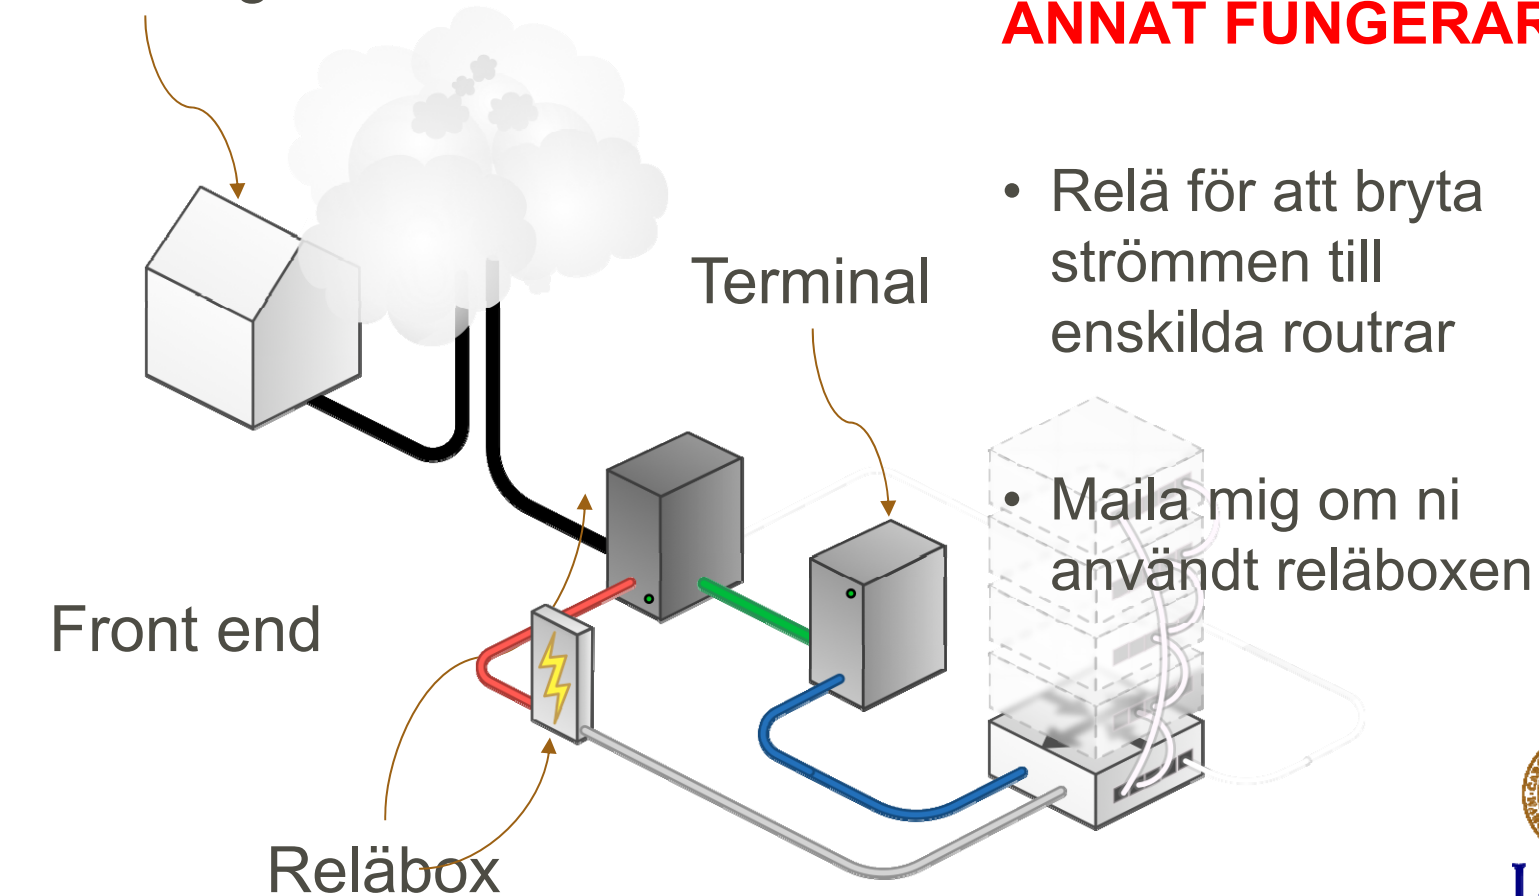 ANNAT FUNGERAR
• Relä för att bryta
strömmen till
enskilda routrar
Terminal
• Maila mig om ni
användt reläboxen
Front end
Reläbox